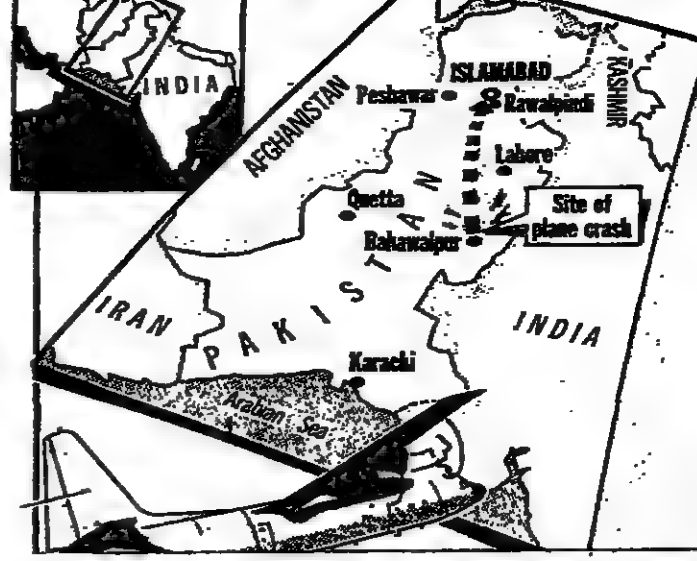 INDIA
AFGHANISTAN
ISLAMABAD
Peshawar
Rawalpindi
KASHMIR
Lahore
Quetta
Site of
plane crash
Bahawalpur
PAKISTAN
IRAN
INDIA
Karachi
Arabian Sea